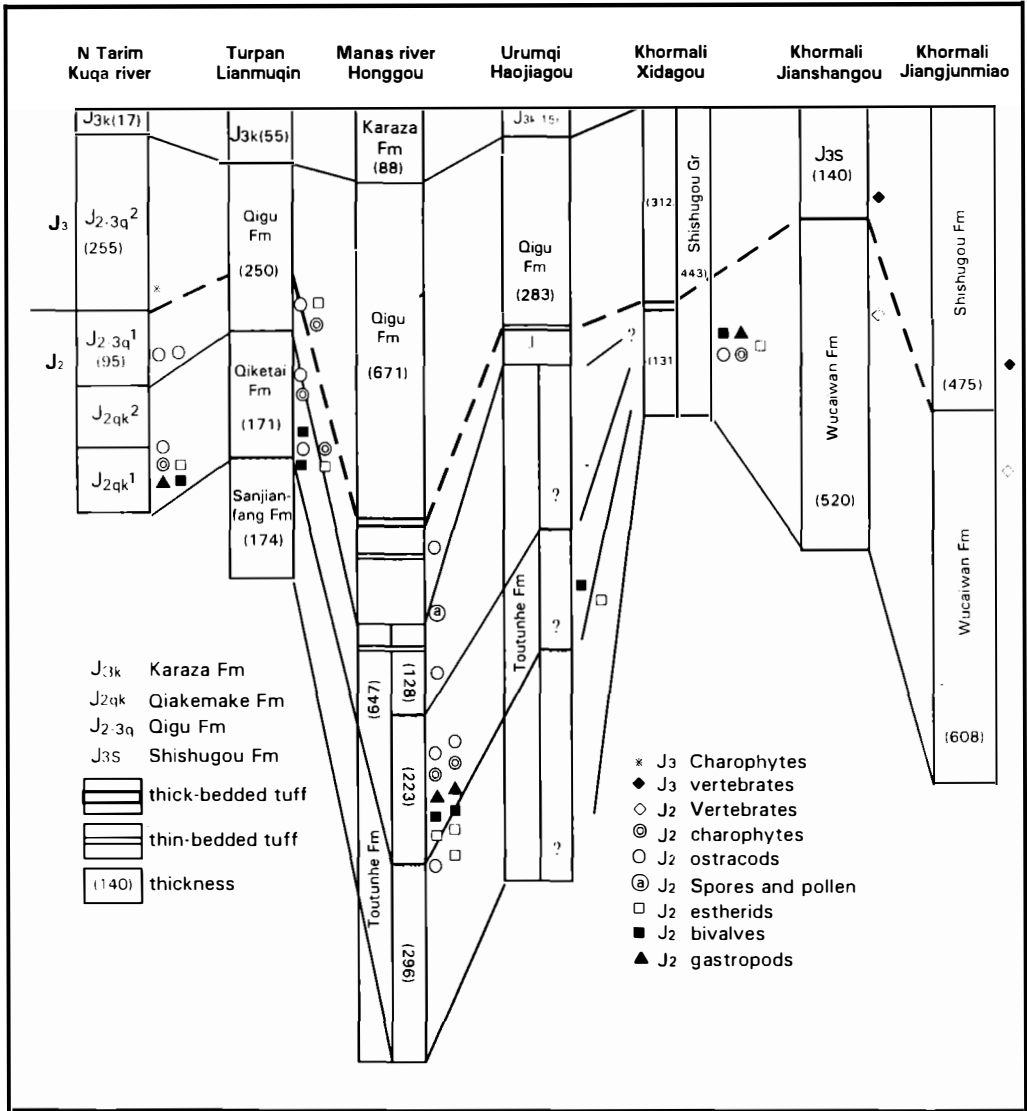 N Tarim
Kuqa river
Turpan
Lianmuqin
Manas river
Honggou
Urumqi
Haojiagou
Khormali
Xidagou
Khormali
Jianshangou
Khormali
Jiangjunmiao
J3k(17)
J3
J2-3q2
(255)
J2
J2-3q1
(95)
J2qk2
J2qk1
J3k(55)
Qigu
Fm
(250)
Qiketai
Fm
(171)
Sanjian-
fang Fm
(174)
Karaza
Fm
(88)
Qigu
Fm
(671)
(647)
Toutunhe Fm
(128)
(223)
(296)
a
J3k
Qigu
Fm
(283)
J
Toutunhe Fm
?
?
?
?
(312
(131
Shishugou Gr
443)
J3S
(140)
Wucaiwan Fm
(520)
Shishugou Fm
(475)
Wucaiwan Fm
(608)
J3k Karaza Fm
J2qk Qiakemake Fm
J2-3q Qigu Fm
J3S Shishugou Fm
thick-bedded tuff
thin-bedded tuff
(140) thickness
J3 Charophytes
J3 vertebrates
J2 Vertebrates
J2 charophytes
J2 ostracods
a J2 Spores and pollen
J2 estherids
J2 bivalves
J2 gastropods